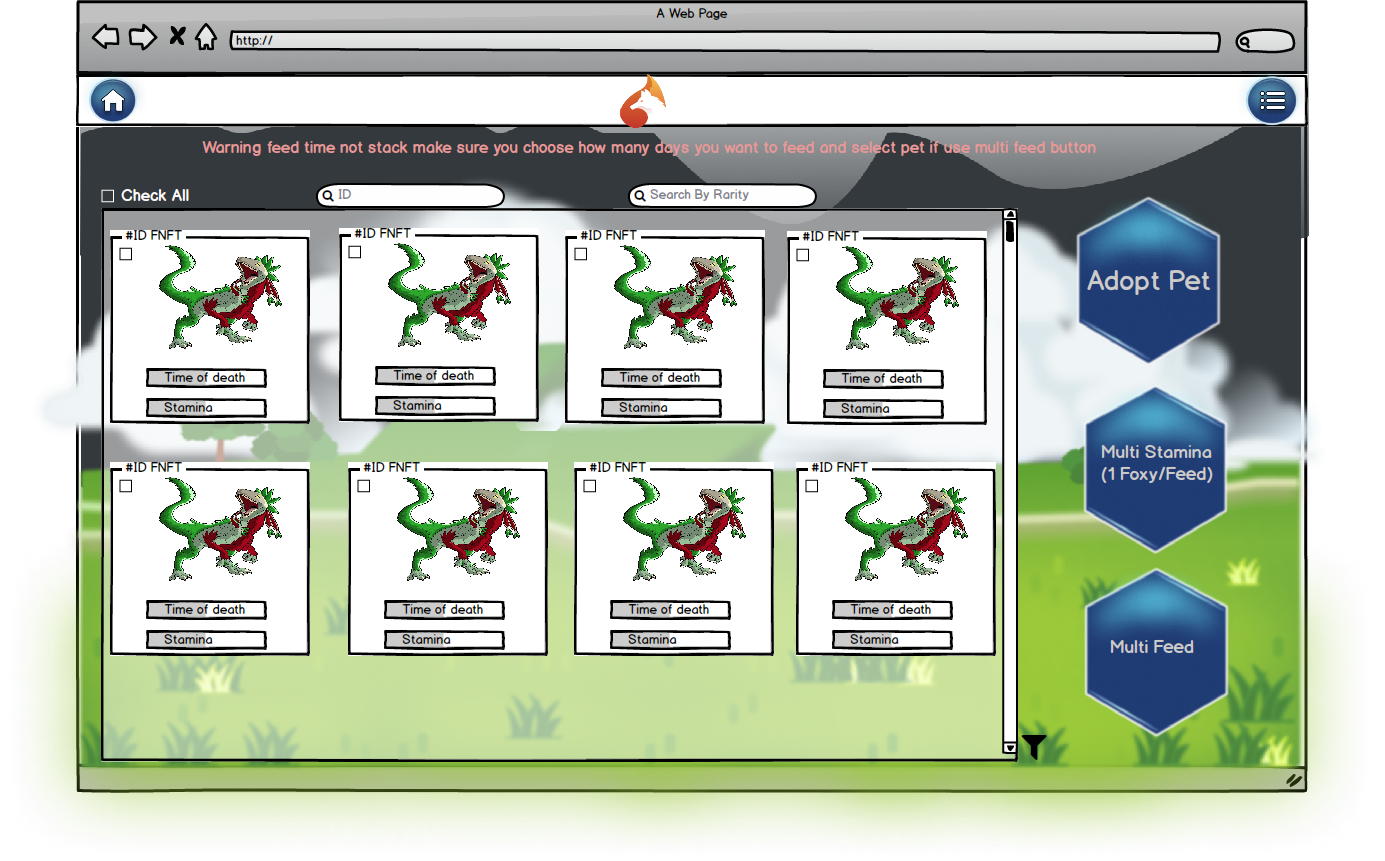 A Web Page
http://
Warning feed time not stack make sure you choose how many days you want to feed and select pet if use multi feed button
Check All
ID
Search By Rarity
#ID FNFT
Time of death
Stamina
#ID FNFT
Time of death
Stamina
#ID FNFT
Time of death
Stamina
#ID FNFT
Time of death
Stamina
#ID FNFT
Time of death
Stamina
#ID FNFT
Time of death
Stamina
#ID FNFT
Time of death
Stamina
#ID FNFT
Time of death
Stamina
Adopt Pet
Multi Stamina
(1 Foxy/Feed)
Multi Feed